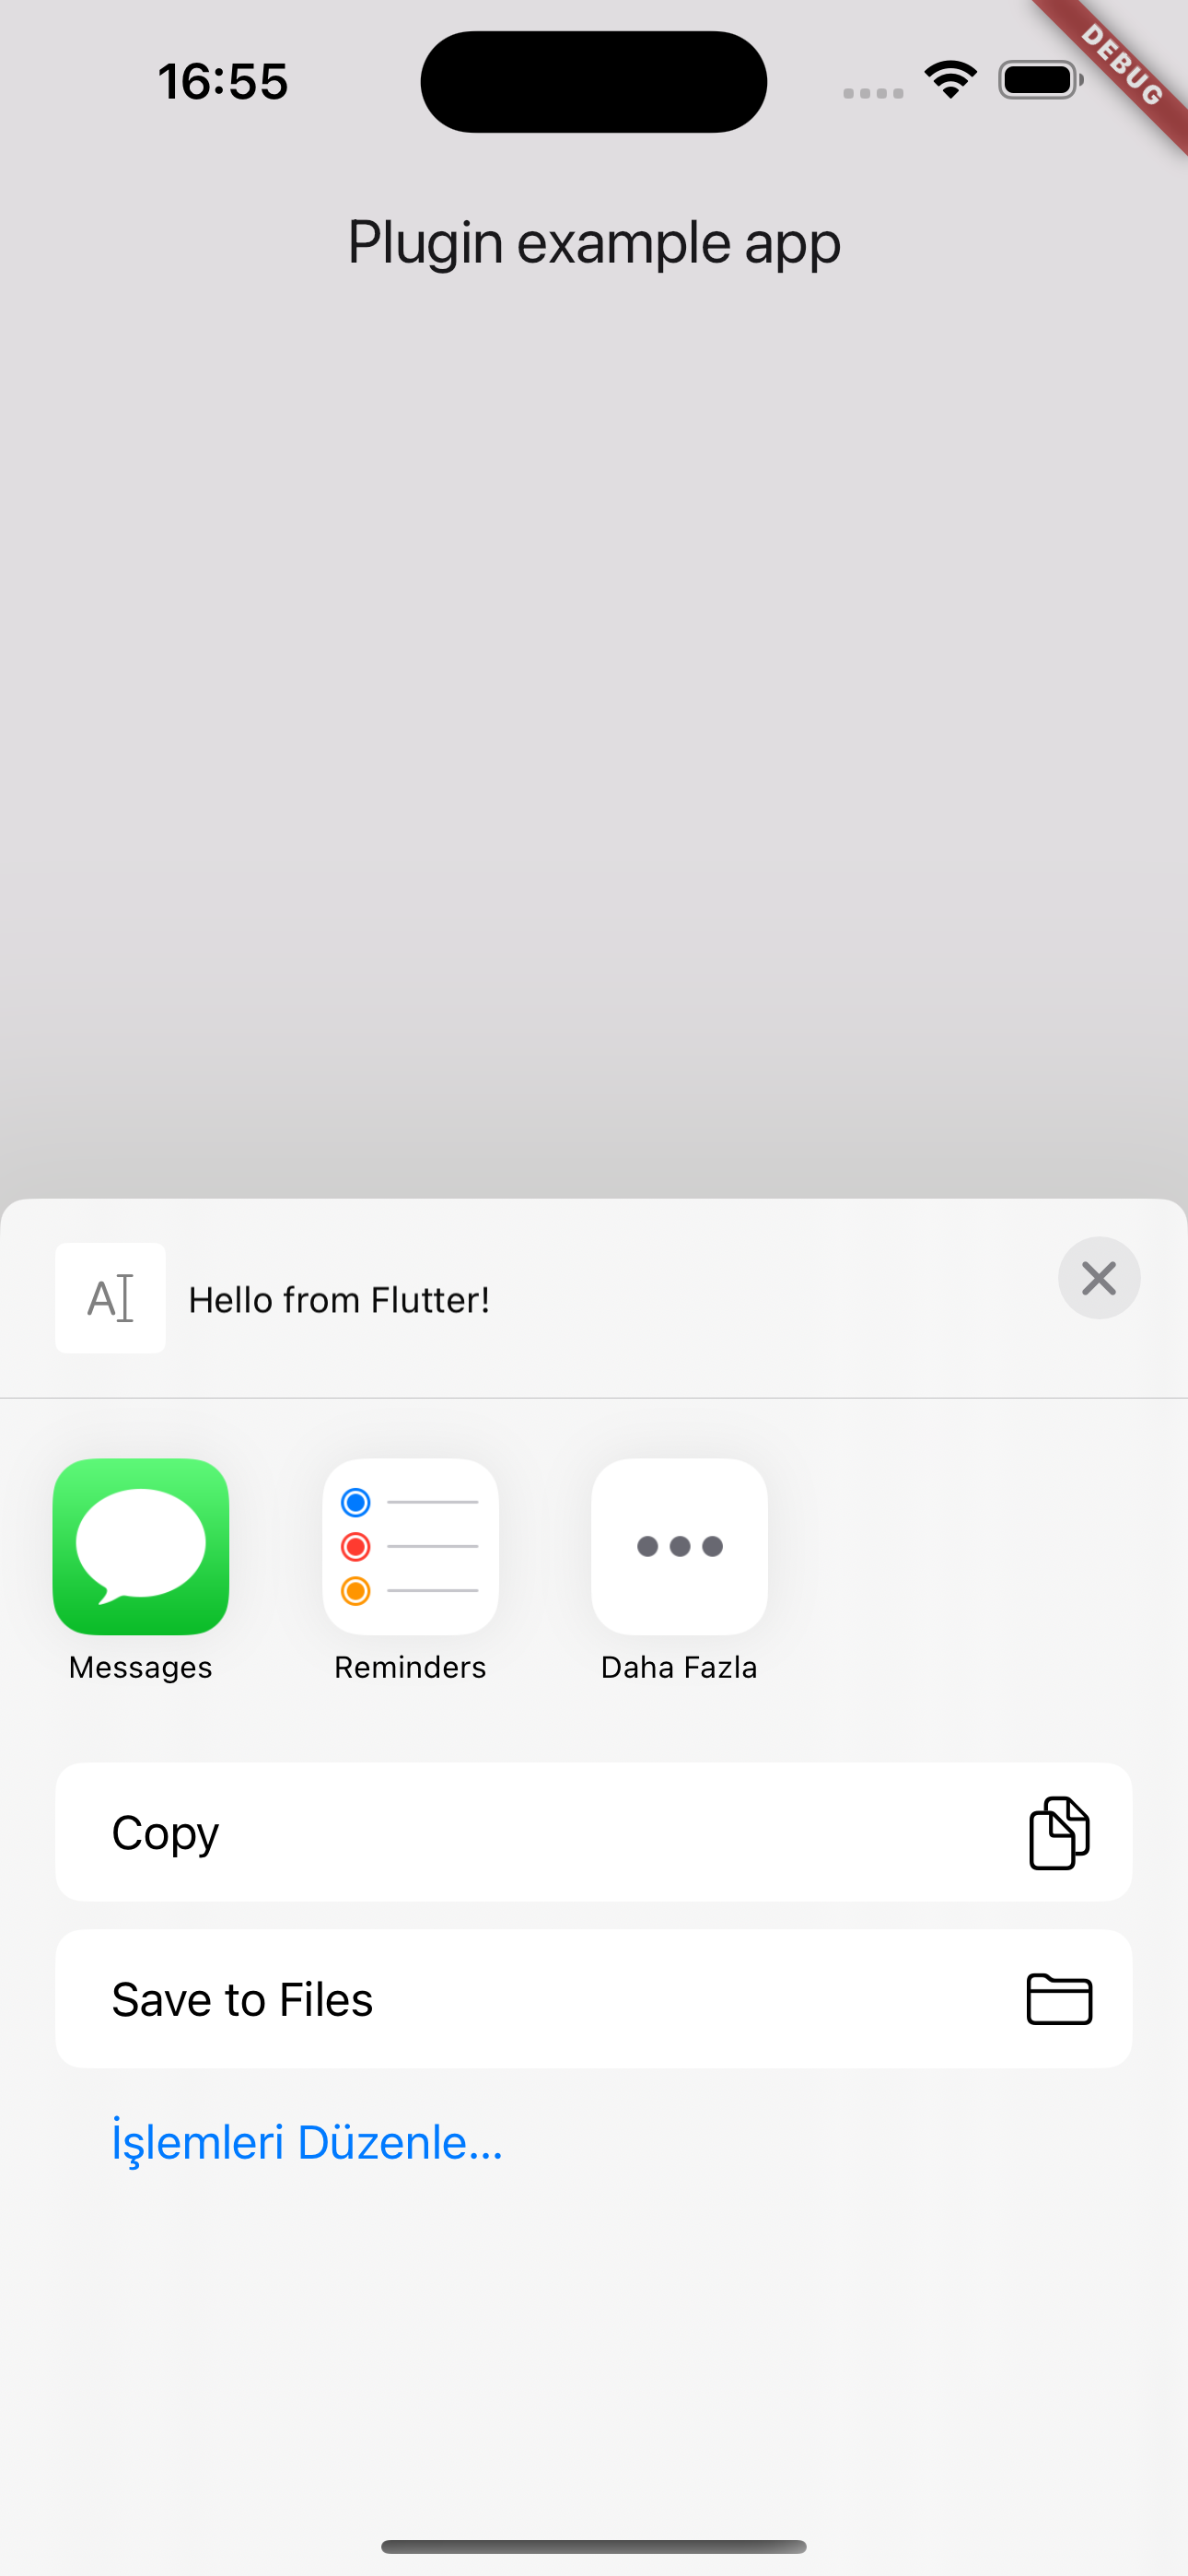 16:55
DEBUG
Plugin example app
Hello from Flutter!
Messages
Reminders
Daha Fazla
Copy
Save to Files
İşlemleri Düzenle...